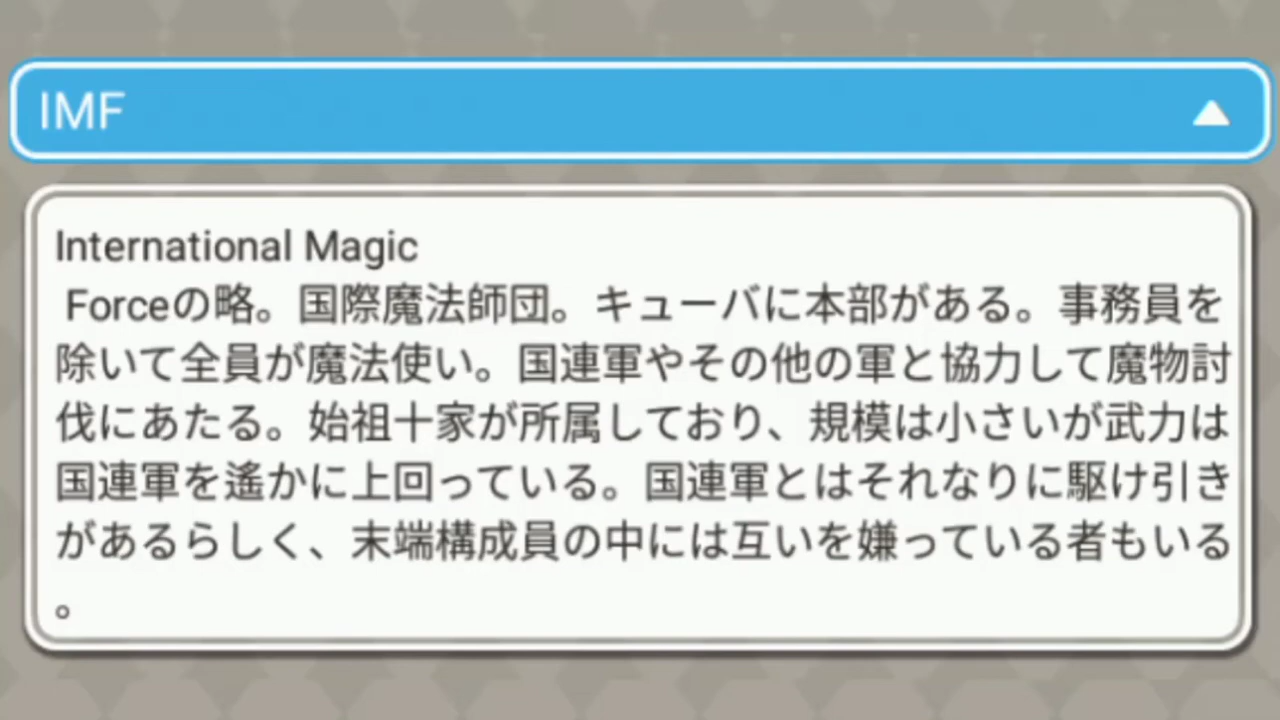 IMF
International Magic
Forceの略。国際魔法師団。キューバに本部がある。事務員を
除いて全員が魔法使い。国連軍やその他の軍と協力して魔物討
伐にあたる。始祖十家が所属しており、規模は小さいが武力は
国連軍を遙かに上回っている。国連軍とはそれなりに駆け引き
があるらしく、末端構成員の中には互いを嫌っている者もいる
。